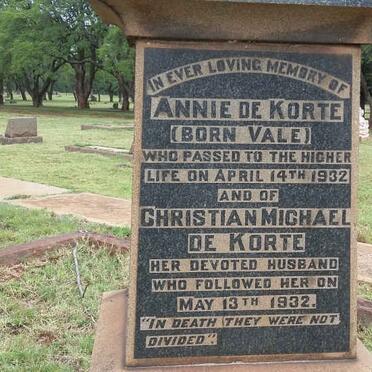 IN EVER LOVING MEMORY OF
ANNIE DE KORTE
(BORN VALE)
WHO PASSED TO THE HIGHER
LIFE ON APRIL 14TH 1932
AND OF
CHRISTIAN MICHAEL
DE KORTE
HER DEVOTED HUSBAND
WHO FOLLOWED HER ON
MAY 13TH 1932.
"IN DEATH THEY WERE NOT
DIVIDED"